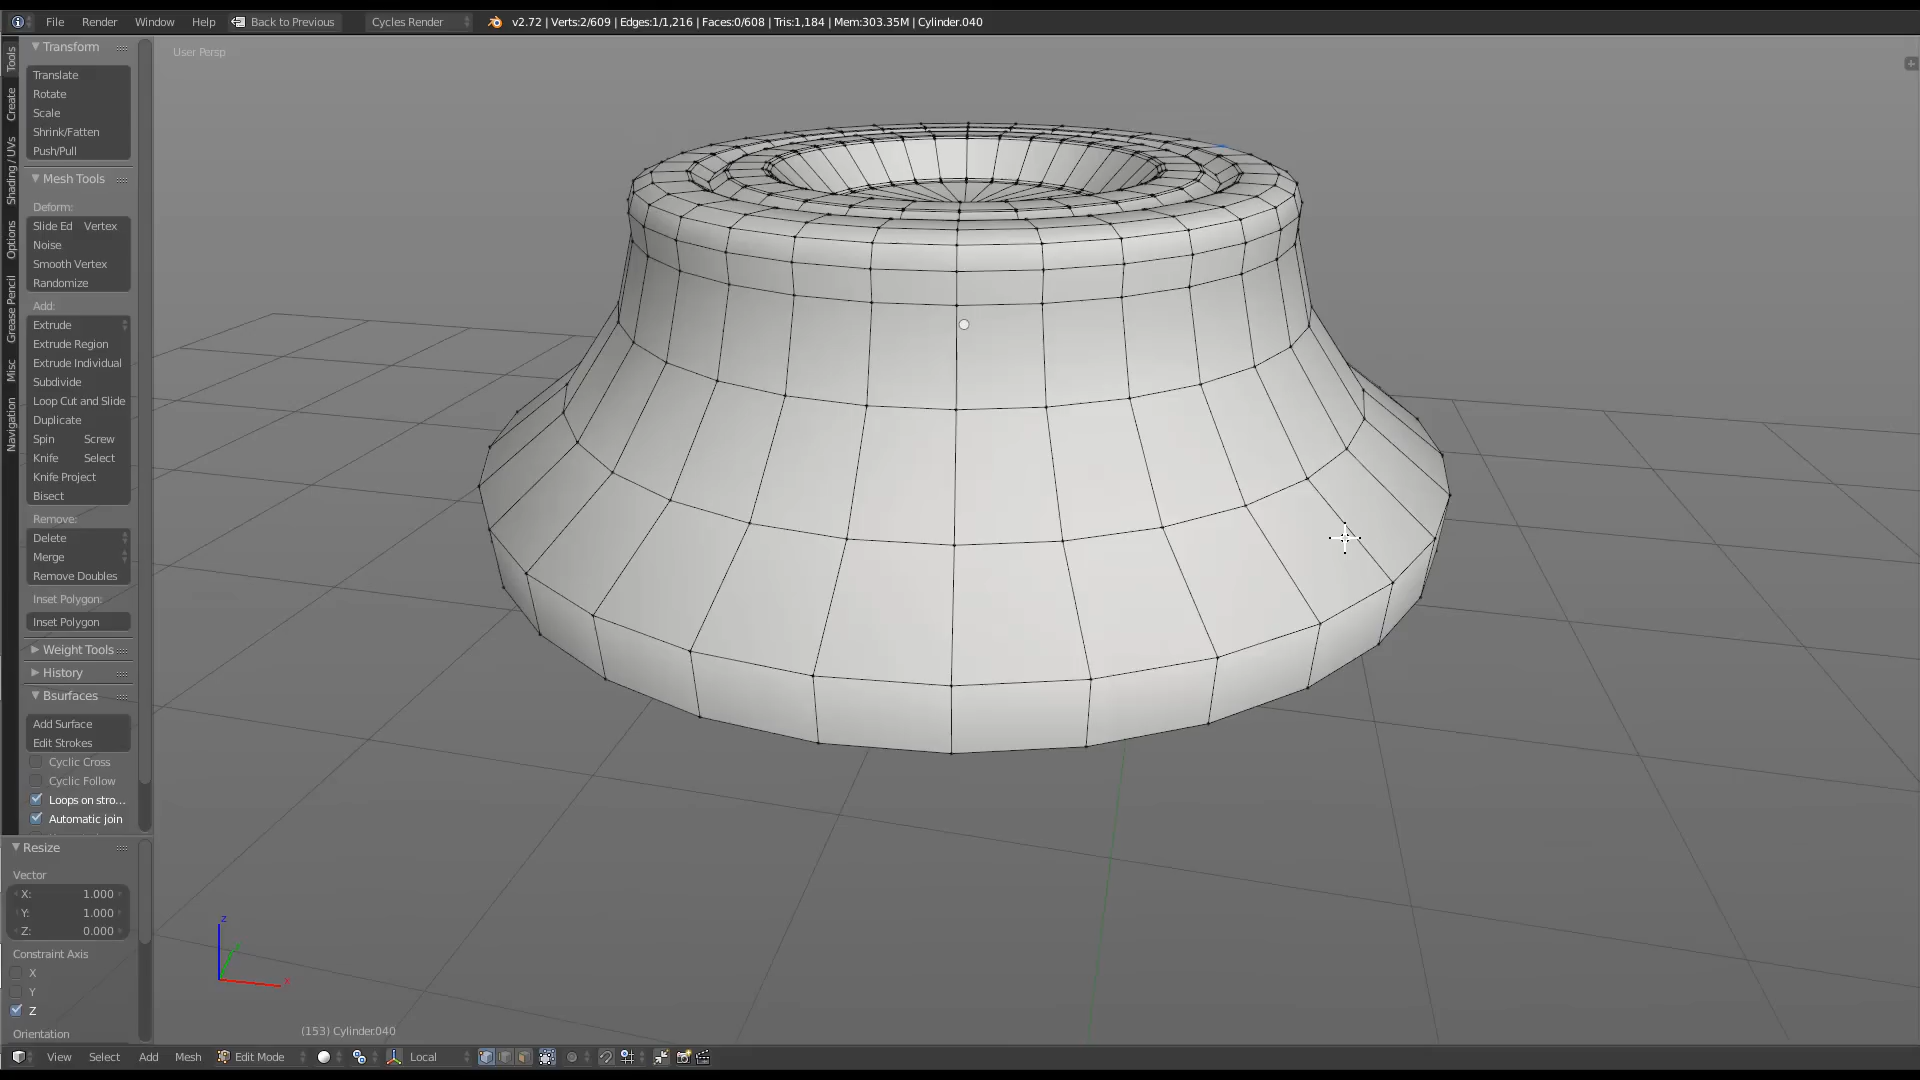 File Render Window Help Back to Previous Cycles Render v2.72 | Verts:2/609 | Edges:1/1,216 | Faces:0/608 | Tris:1,184 | Mem:303.35M | Cylinder.040
Transform
User Persp
Tools
Create
Shading / UVs
Options
Grease Pencil
Misc
Navigation
Translate
Rotate
Scale
Shrink/Fatten
Push/Pull
Mesh Tools
Deform:
Slide Ed Vertex
Noise
Smooth Vertex
Randomize
Add:
Extrude
Extrude Region
Extrude Individual
Subdivide
Loop Cut and Slide
Duplicate
Spin Screw
Knife Select
Knife Project
Bisect
Remove:
Delete
Merge
Remove Doubles
Inset Polygon:
Inset Polygon
Weight Tools
History
Bsurfaces
Add Surface
Edit Strokes
Cyclic Cross
Cyclic Follow
Loops on stro...
Automatic join
Resize
Vector
X: 1.000
Y: 1.000
Z: 0.000
Constraint Axis
X
Y
Z
Orientation
z
x
(153) Cylinder.040
View Select Add Mesh Edit Mode Local